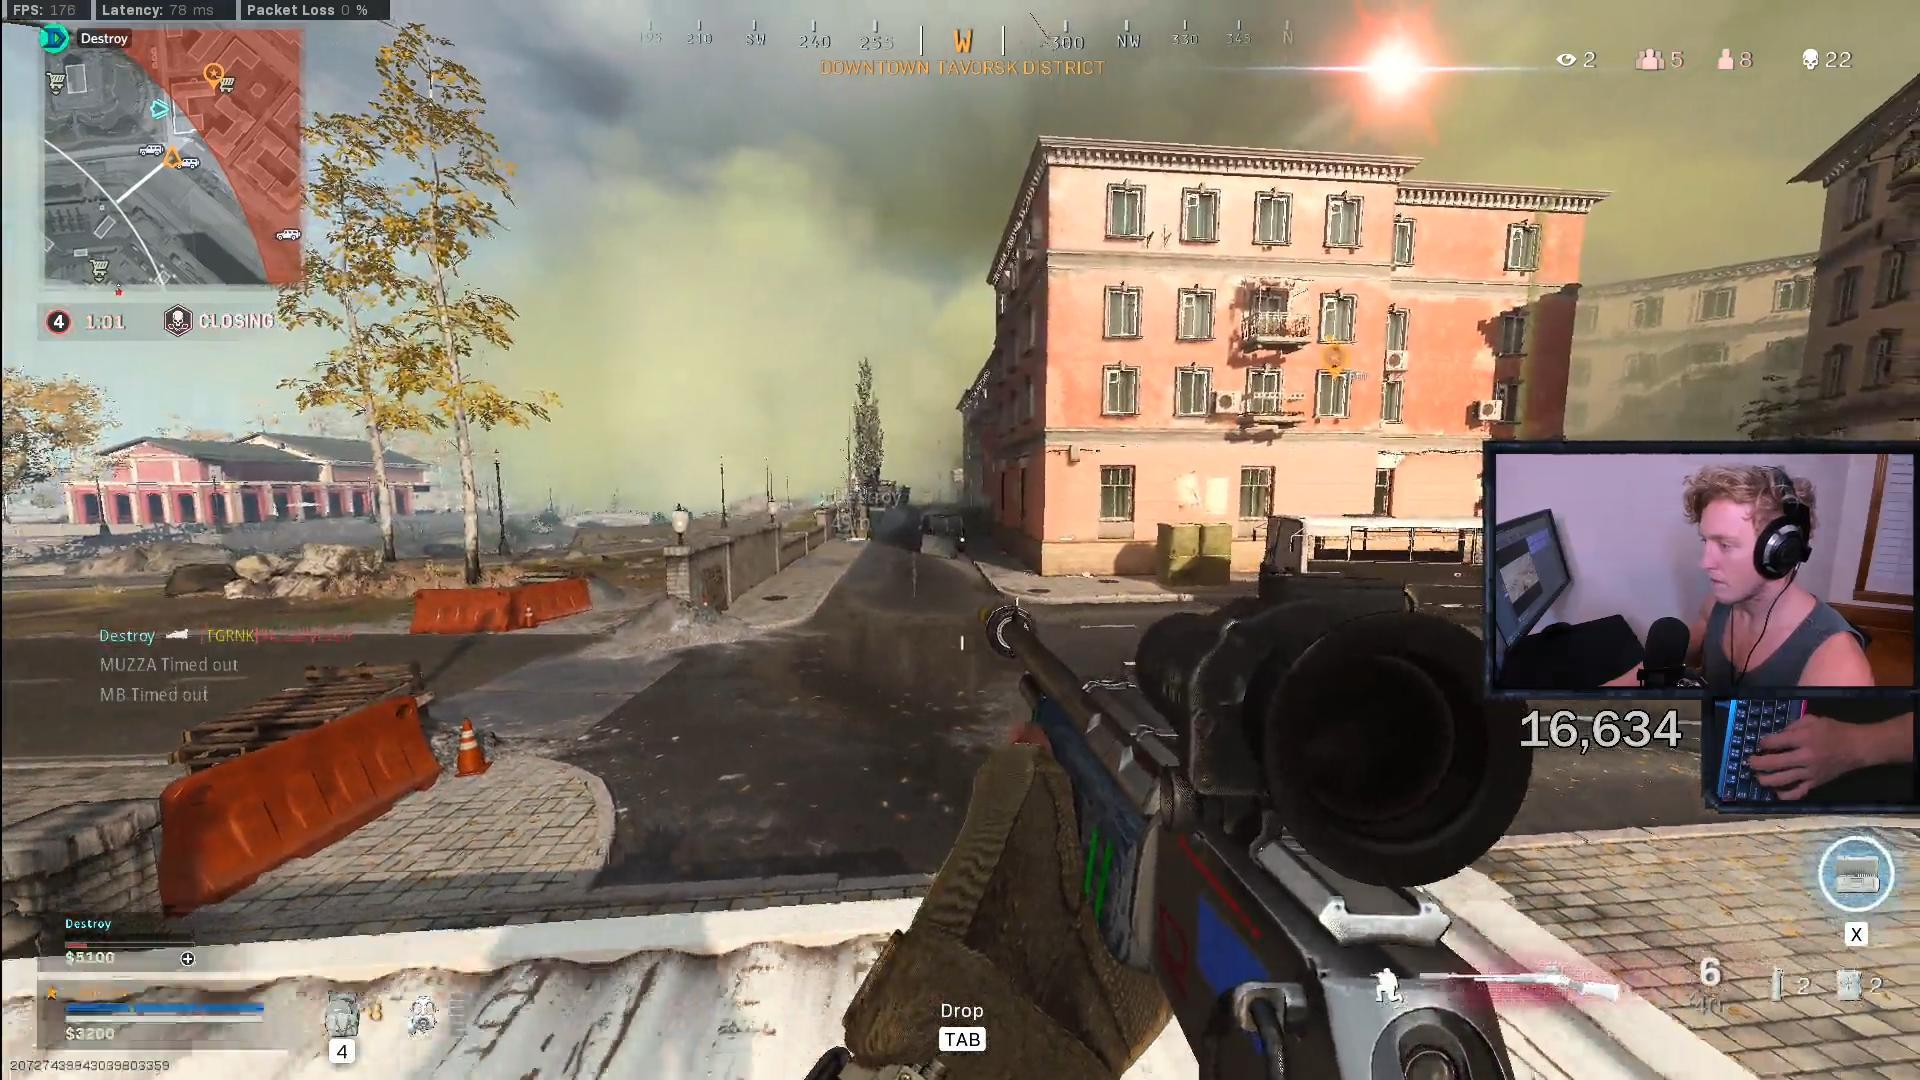 FPS: 176 Latency: 78 ms Packet Loss 0 %
Destroy
195 210 SW 240 255 W 300 NW 330 345 N
DOWNTOWN TAVORSK DISTRICT
2 5 8 22
4 1:01 CLOSING
Destroy
Destroy [TGRNK]
MUZZA Timed out
MB Timed out
16,634
Destroy
$5100
$3200
4
Drop
TAB
X
6
2 2